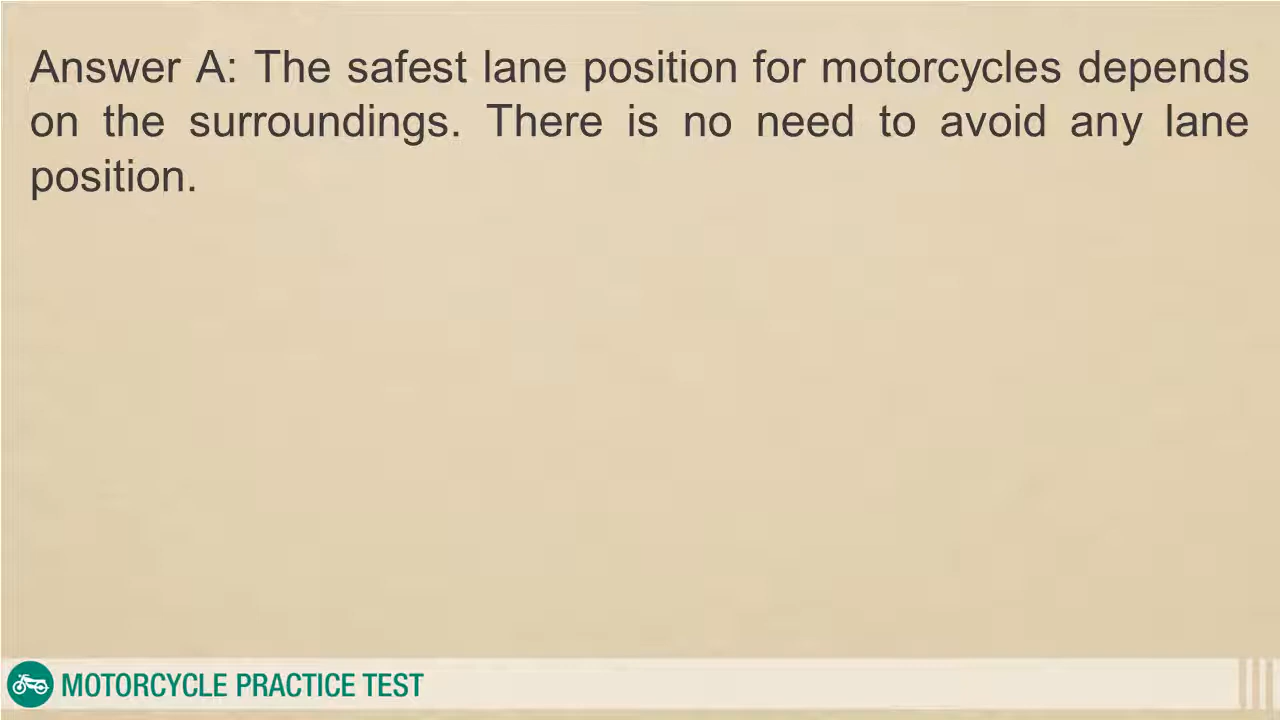 Answer A: The safest lane position for motorcycles depends
on the surroundings. There is no need to avoid any lane
position.
MOTORCYCLE PRACTICE TEST